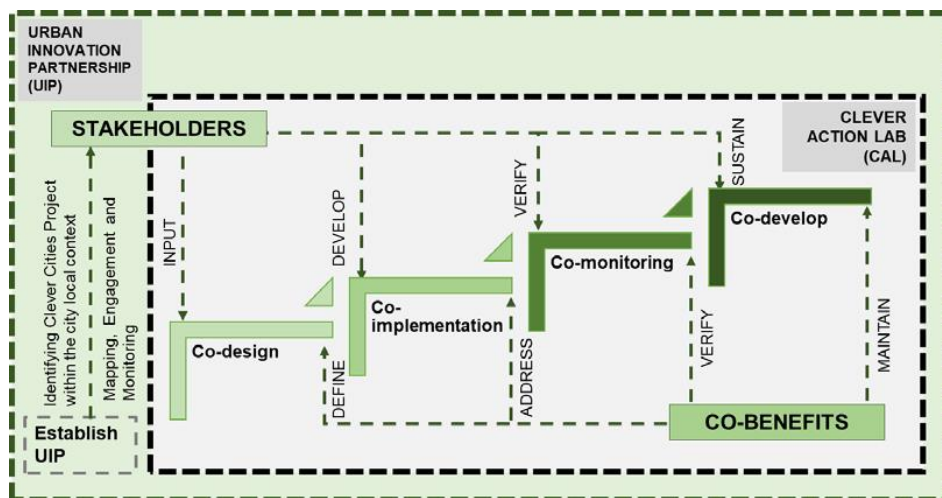 URBAN
INNOVATION
PARTNERSHIP
(UIP)
STAKEHOLDERS
CLEVER
ACTION LAB
(CAL)
Identifying Clever Cities Project
within the city local context
Mapping, Engagement and
Monitoring
INPUT
DEVELOP
VERIFY
SUSTAIN
Co-develop
Co-monitoring
Co-
implementation
Co-design
DEFINE
ADDRESS
VERIFY
MAINTAIN
Establish
UIP
CO-BENEFITS